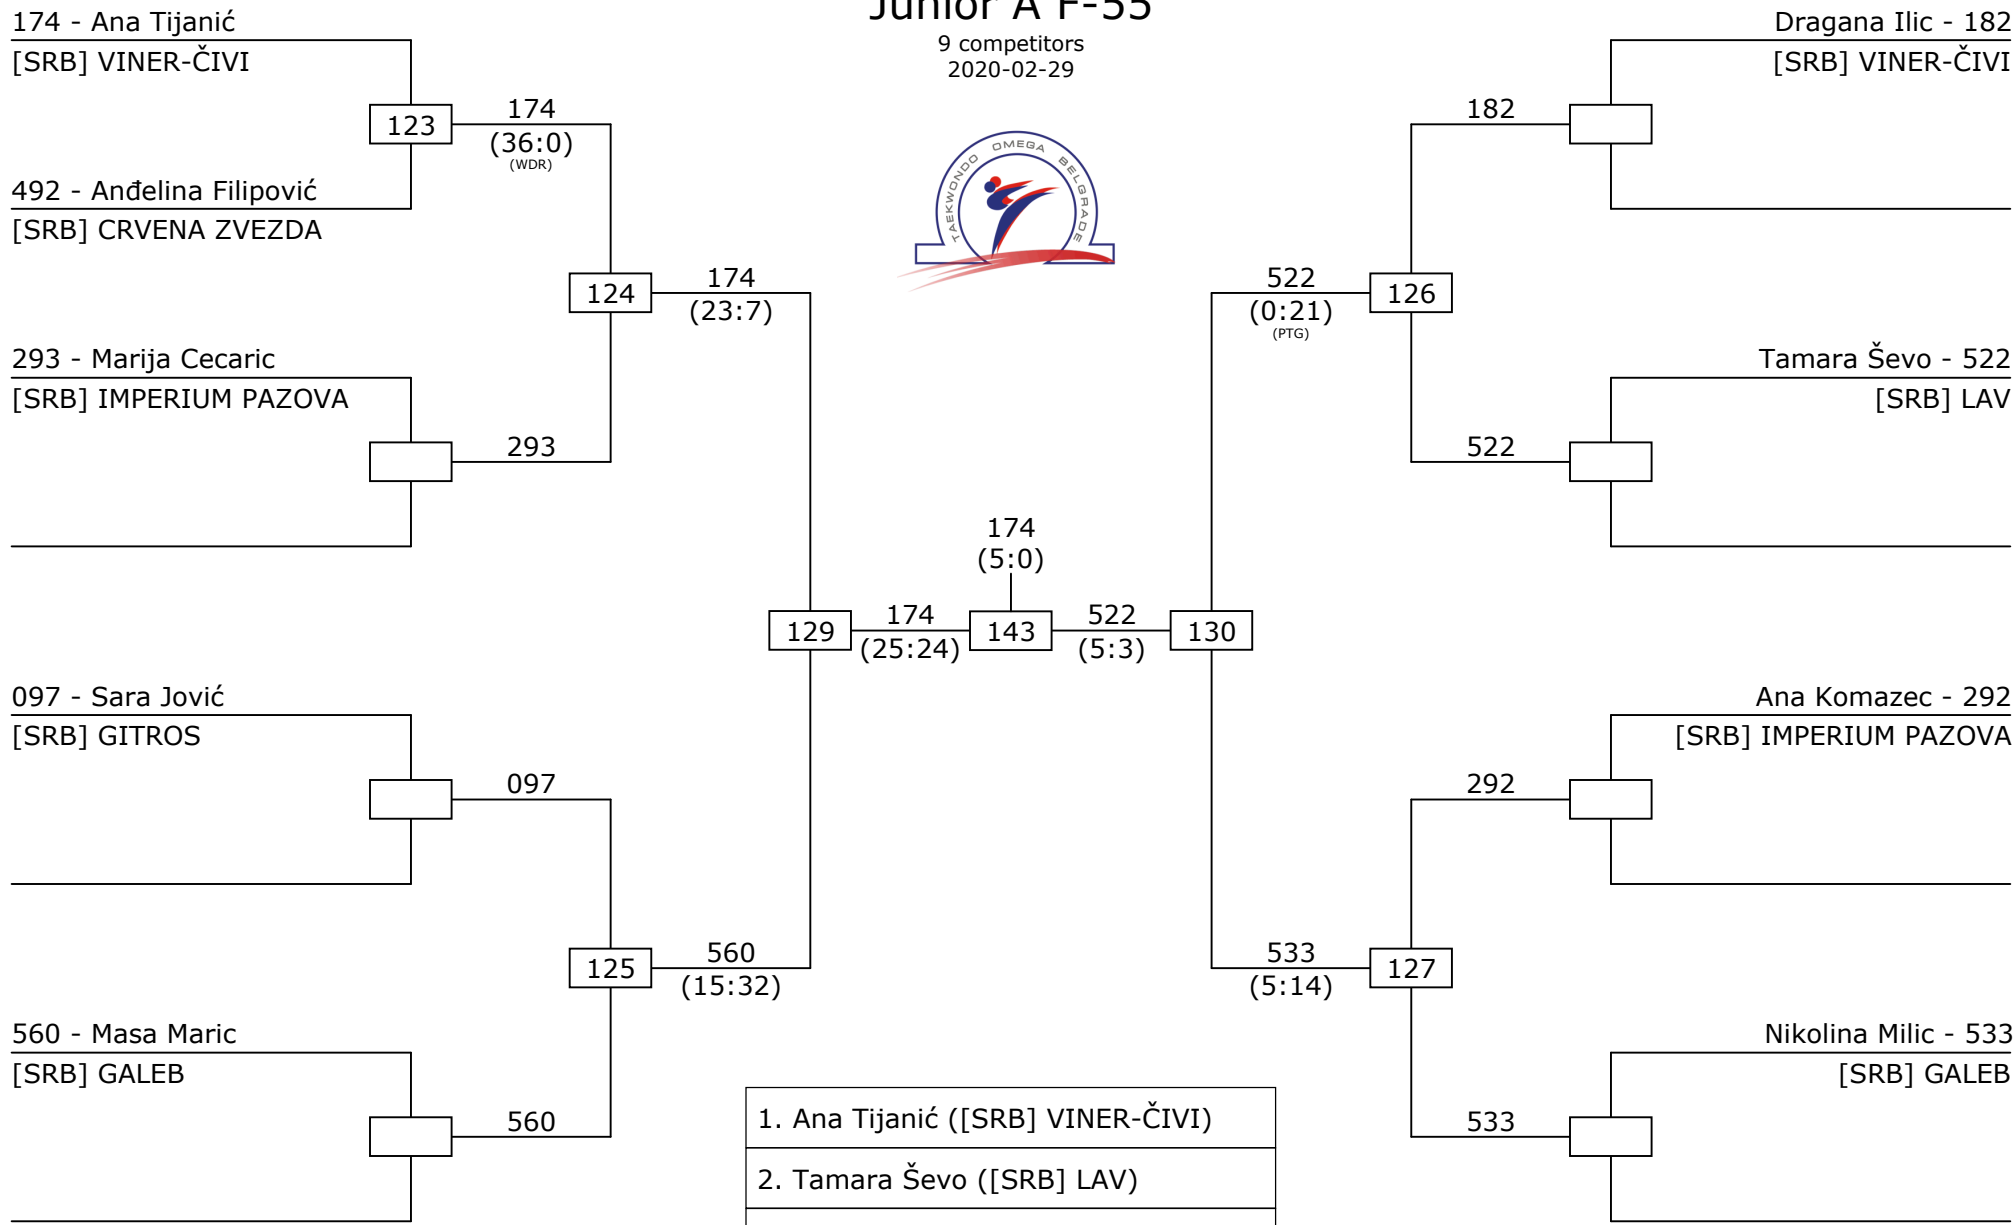 Junior A F-55
9 competitors
2020-02-29
TAEKWONDO OMEGA BELGRADE
174 - Ana Tijanić
[SRB] VINER-ČIVI
123
174
(36:0)
(WDR)
492 - Anđelina Filipović
[SRB] CRVENA ZVEZDA
124
174
(23:7)
293 - Marija Cecaric
[SRB] IMPERIUM PAZOVA
293
129
174
(25:24)
097 - Sara Jović
[SRB] GITROS
097
125
560
(15:32)
560 - Masa Maric
[SRB] GALEB
560
174
(5:0)
143
Dragana Ilic - 182
[SRB] VINER-ČIVI
182
522
(0:21)
(PTG)
126
Tamara Ševo - 522
[SRB] LAV
522
522
(5:3)
130
Ana Komazec - 292
[SRB] IMPERIUM PAZOVA
292
533
(5:14)
127
Nikolina Milic - 533
[SRB] GALEB
533
1. Ana Tijanić ([SRB] VINER-ČIVI)
2. Tamara Ševo ([SRB] LAV)